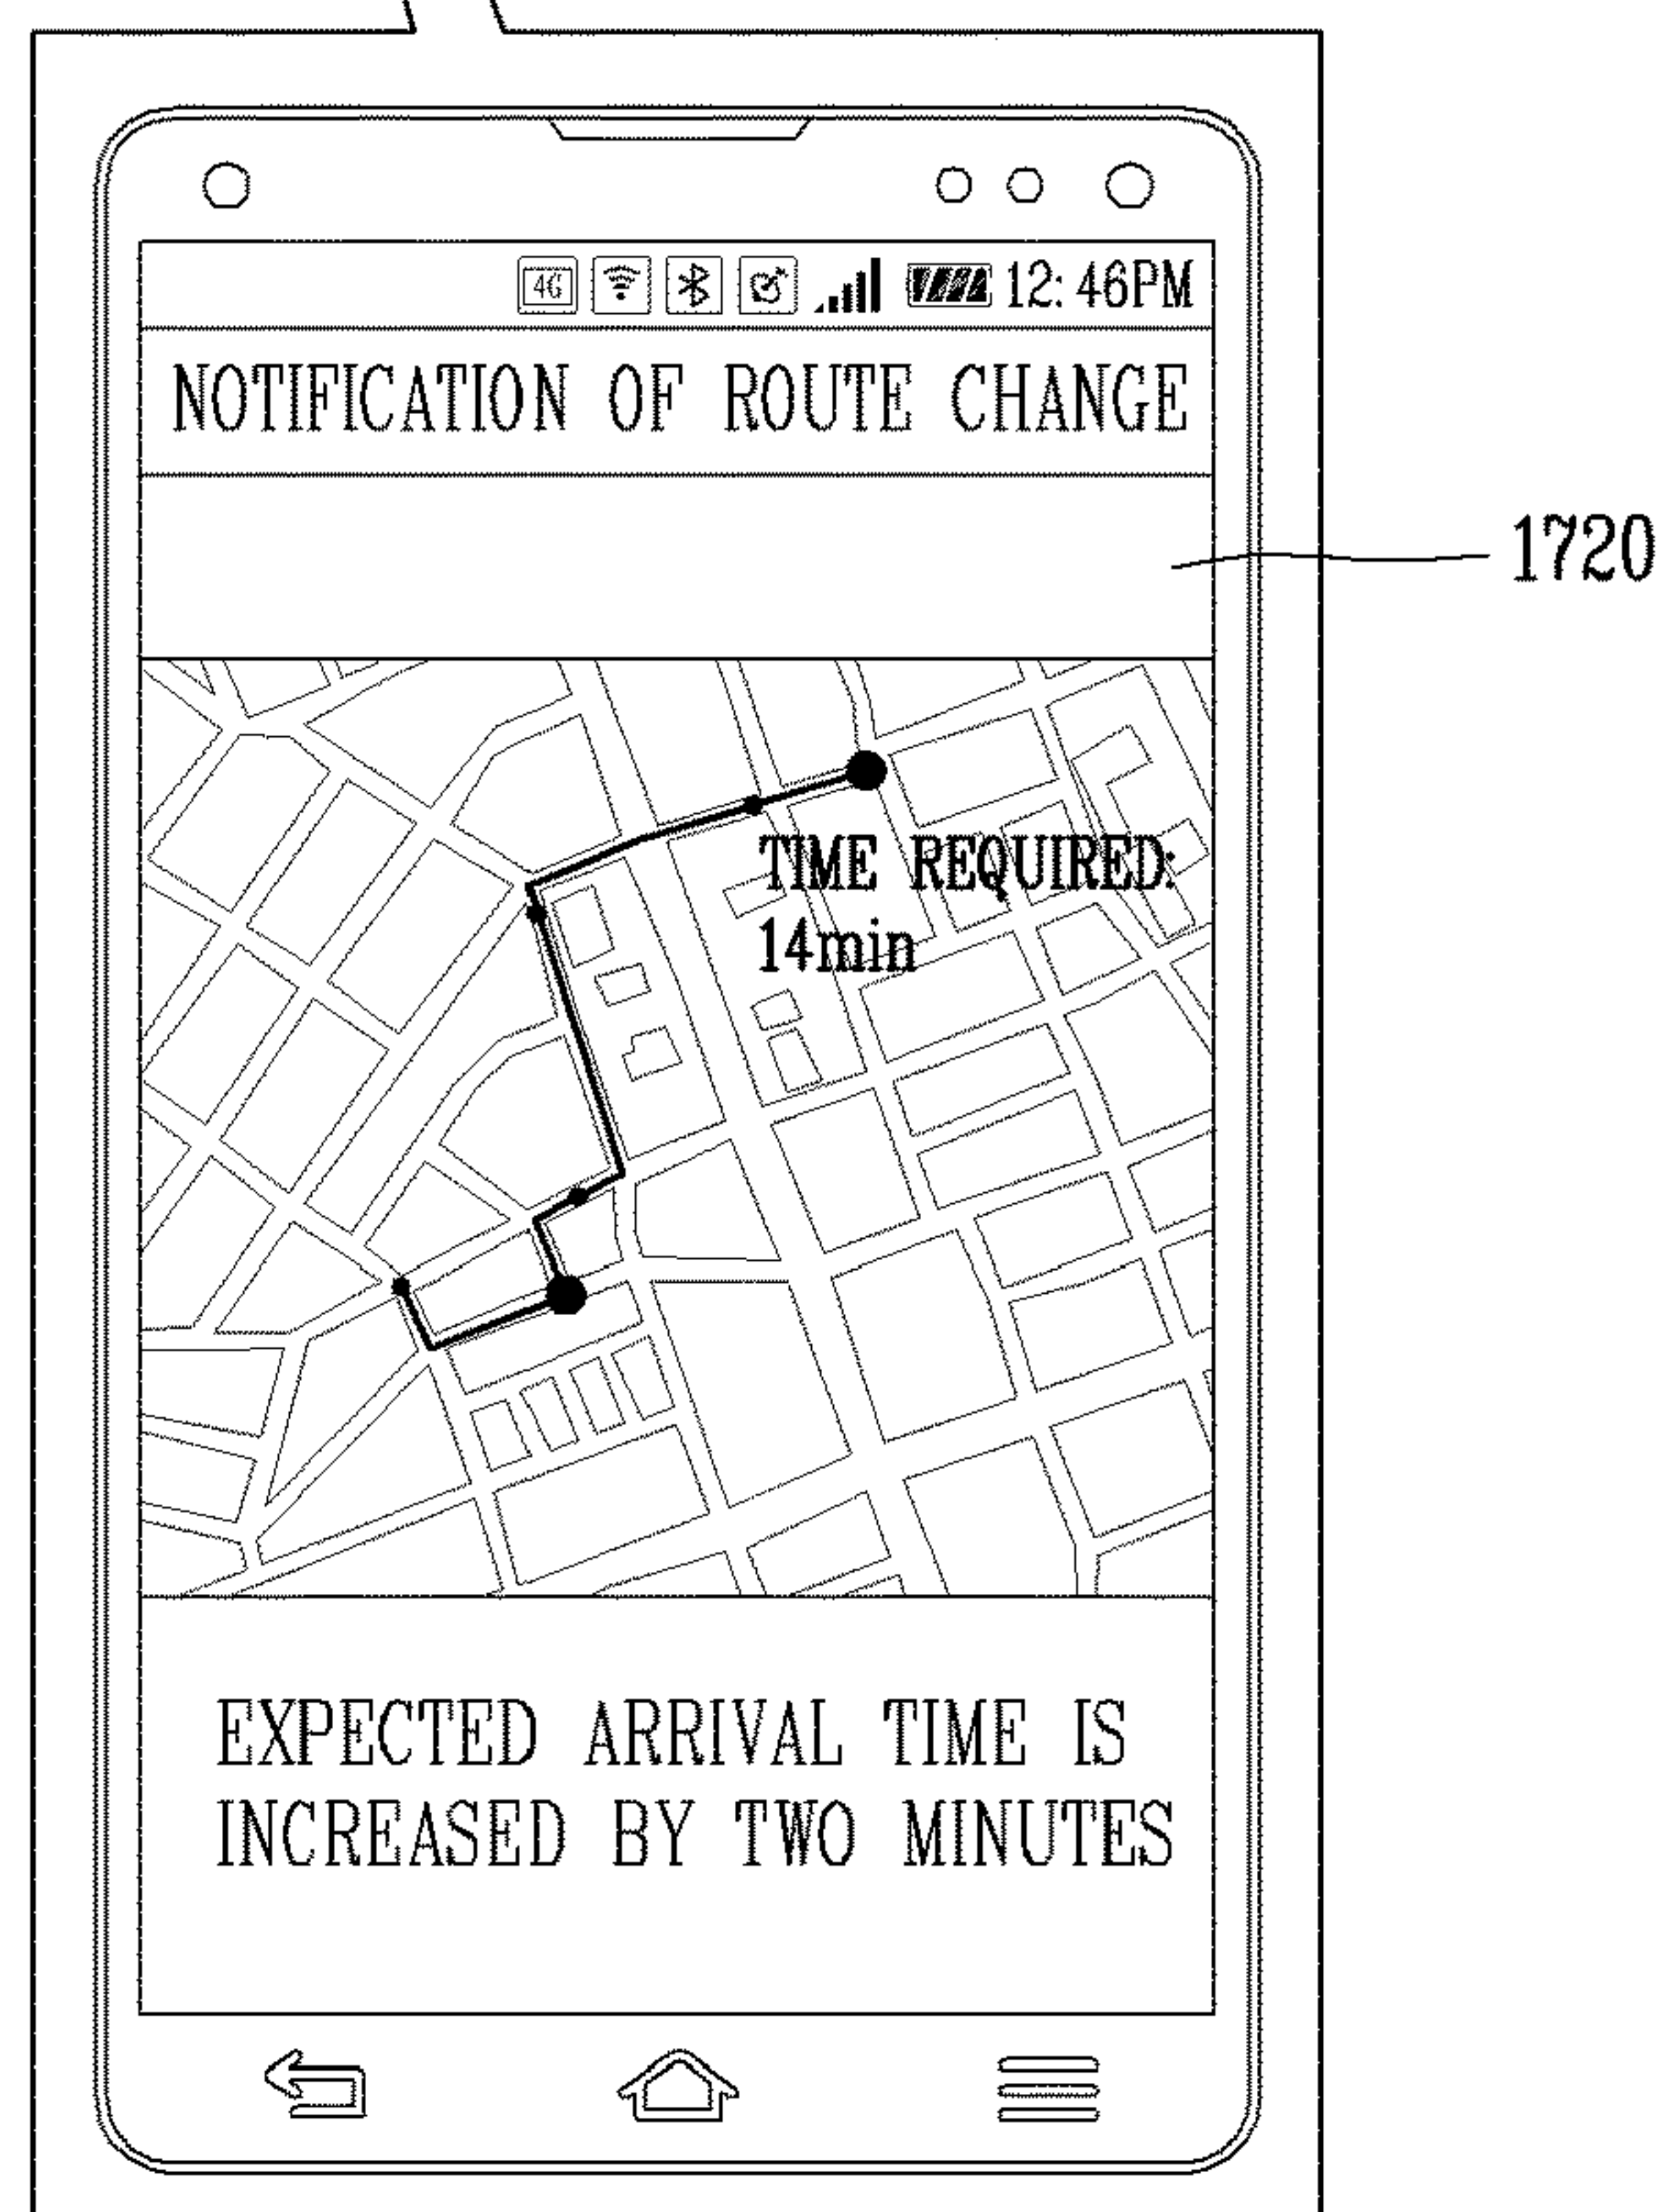 4G 12:46PM
NOTIFICATION OF ROUTE CHANGE
1720
TIME REQUIRED:
14min
EXPECTED ARRIVAL TIME IS
INCREASED BY TWO MINUTES